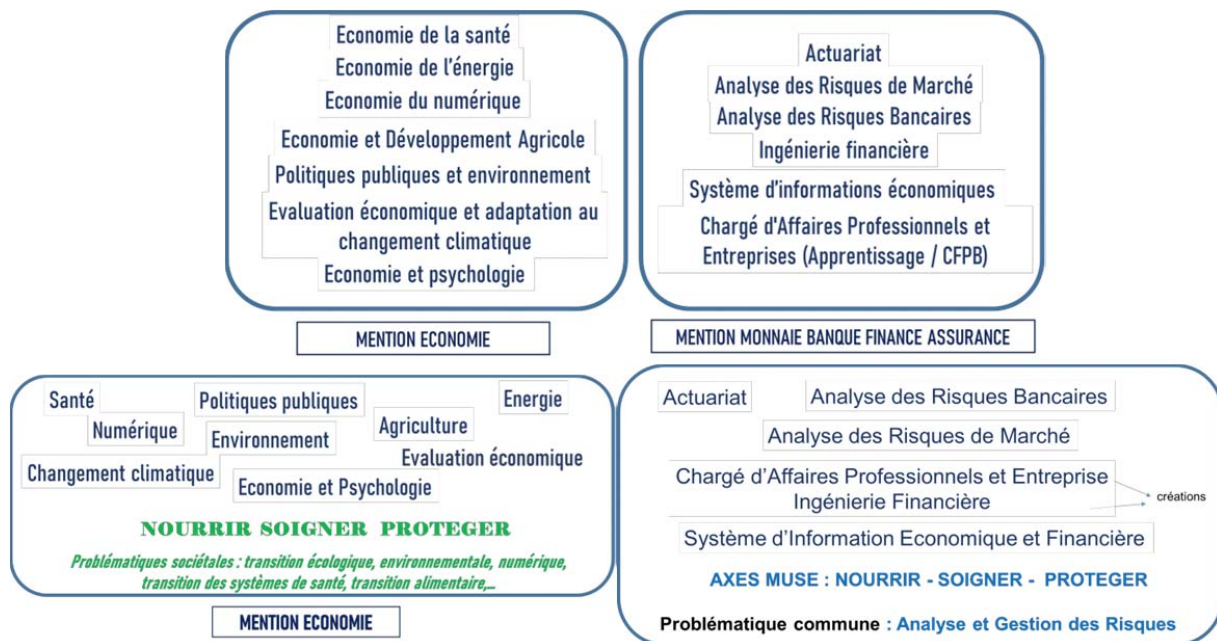 Economie de la santé
Economie de l'énergie
Economie du numérique
Economie et Développement Agricole
Politiques publiques et environnement
Evaluation économique et adaptation au
changement climatique
Economie et psychologie
MENTION ECONOMIE
Actuariat
Analyse des Risques de Marché
Analyse des Risques Bancaires
Ingénierie financière
Système d'informations économiques
Chargé d'Affaires Professionnels et
Entreprises (Apprentissage / CFPB)
MENTION MONNAIE BANQUE FINANCE ASSURANCE
Santé
Politiques publiques
Energie
Numérique
Environnement
Agriculture
Changement climatique
Evaluation économique
Economie et Psychologie
NOURRIR SOIGNER PROTEGER
Problématiques sociétales : transition écologique, environnementale, numérique,
transition des systèmes de santé, transition alimentaire,...
MENTION ECONOMIE
Actuariat
Analyse des Risques Bancaires
Analyse des Risques de Marché
Chargé d'Affaires Professionnels et Entreprise
Ingénierie Financière
créations
Système d'Information Economique et Financière
AXES MUSE : NOURRIR - SOIGNER - PROTEGER
Problématique commune : Analyse et Gestion des Risques